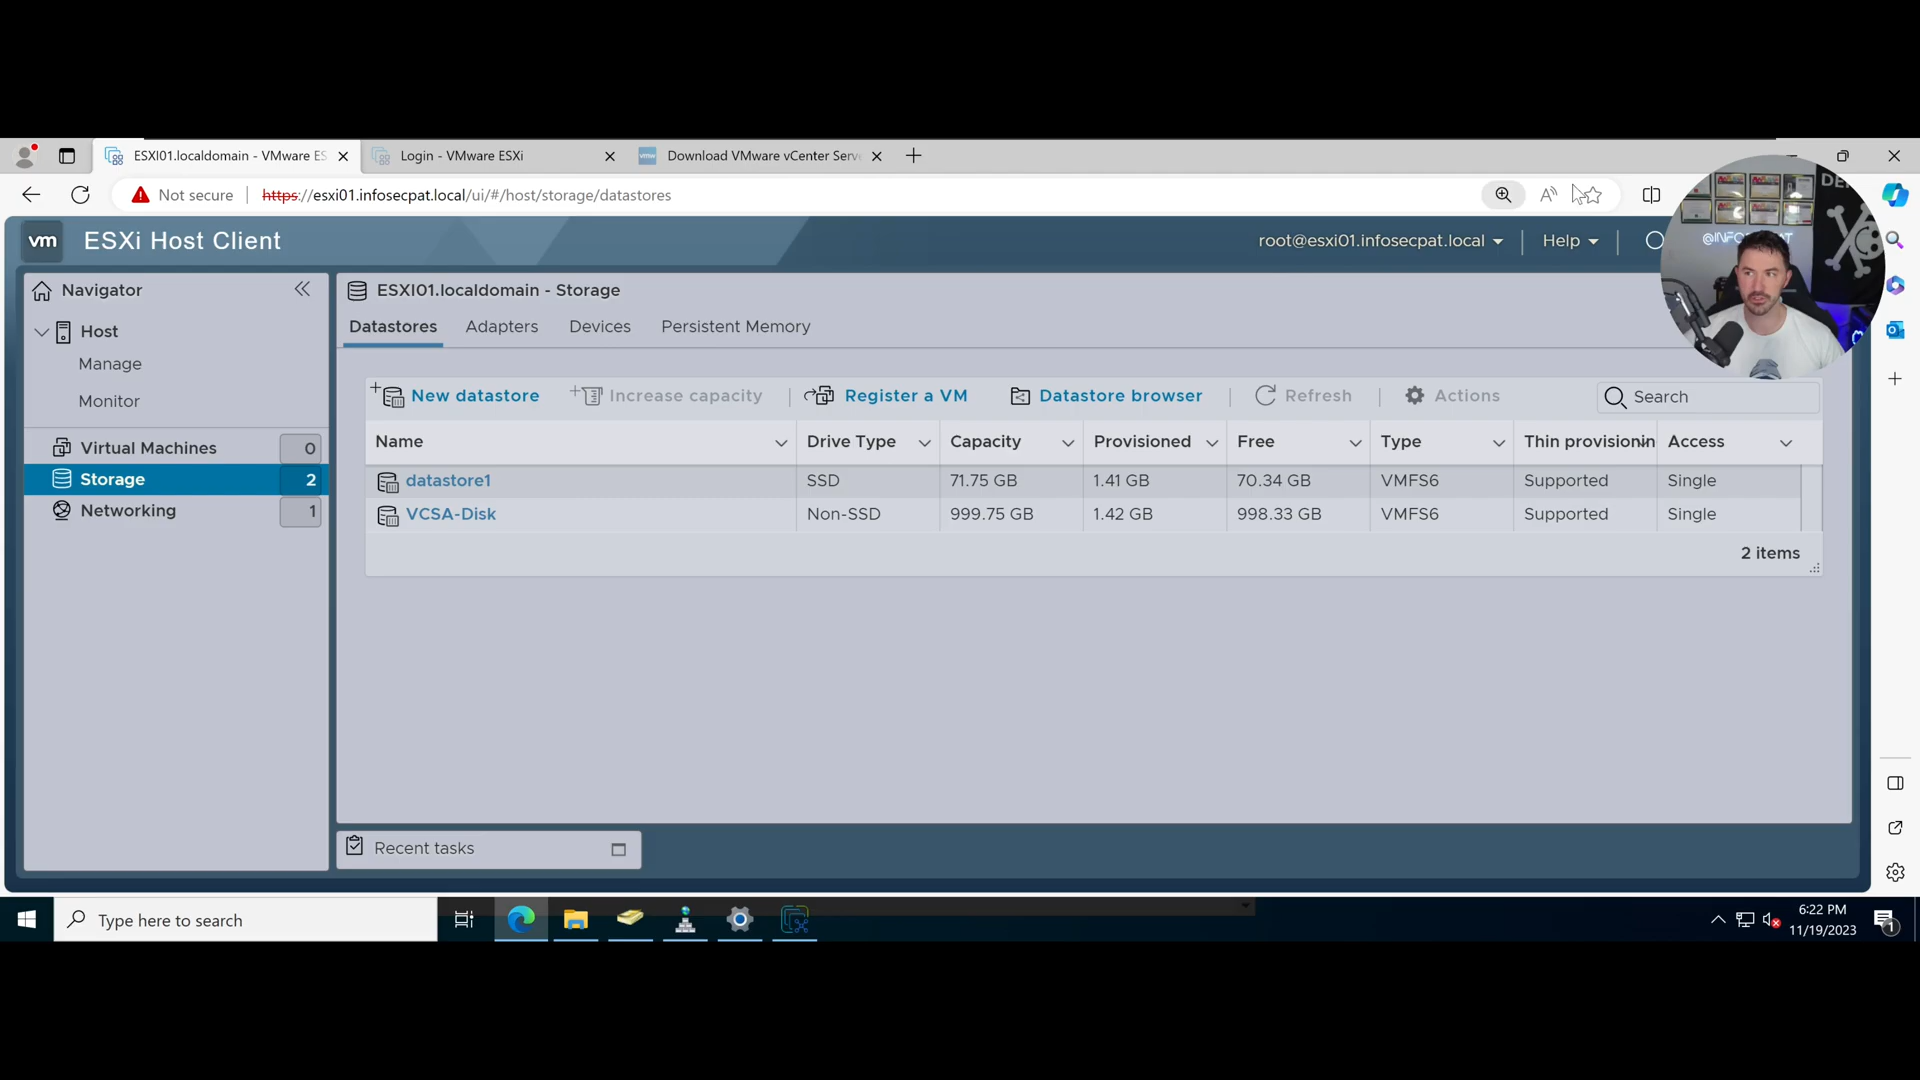 ESXI01.localdomain - VMware ES
Login - VMware ESXi
vmw
Download VMware vCenter Serv
Not secure
https://esxi01.infosecpat.local/ui/#/host/storage/datastores
vm
ESXi Host Client
root@esxi01.infosecpat.local
Help
Navigator
Host
Manage
Monitor
Virtual Machines
0
Storage
2
Networking
1
ESXI01.localdomain - Storage
Datastores
Adapters
Devices
Persistent Memory
New datastore
Increase capacity
Register a VM
Datastore browser
Refresh
Actions
Search
Name
Drive Type
Capacity
Provisioned
Free
Type
Thin provisionin
Access
datastore1
SSD
71.75 GB
1.41 GB
70.34 GB
VMFS6
Supported
Single
VCSA-Disk
Non-SSD
999.75 GB
1.42 GB
998.33 GB
VMFS6
Supported
Single
2 items
Recent tasks
Type here to search
6:22 PM
11/19/2023
1